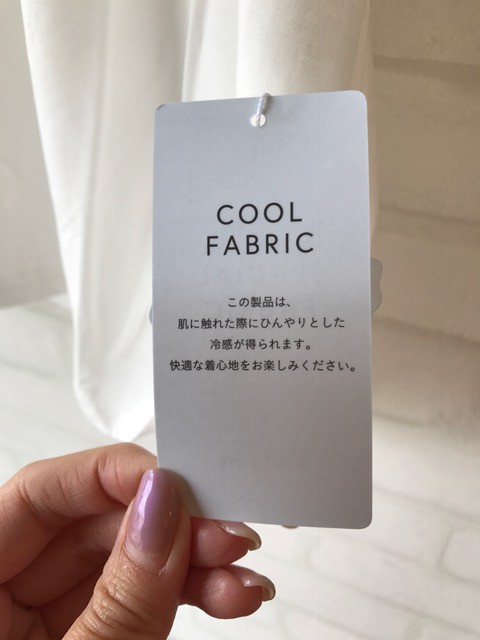 COOL
FABRIC
この製品は、
肌に触れた際にひんやりとした
冷感が得られます。
快適な着心地をお楽しみください。